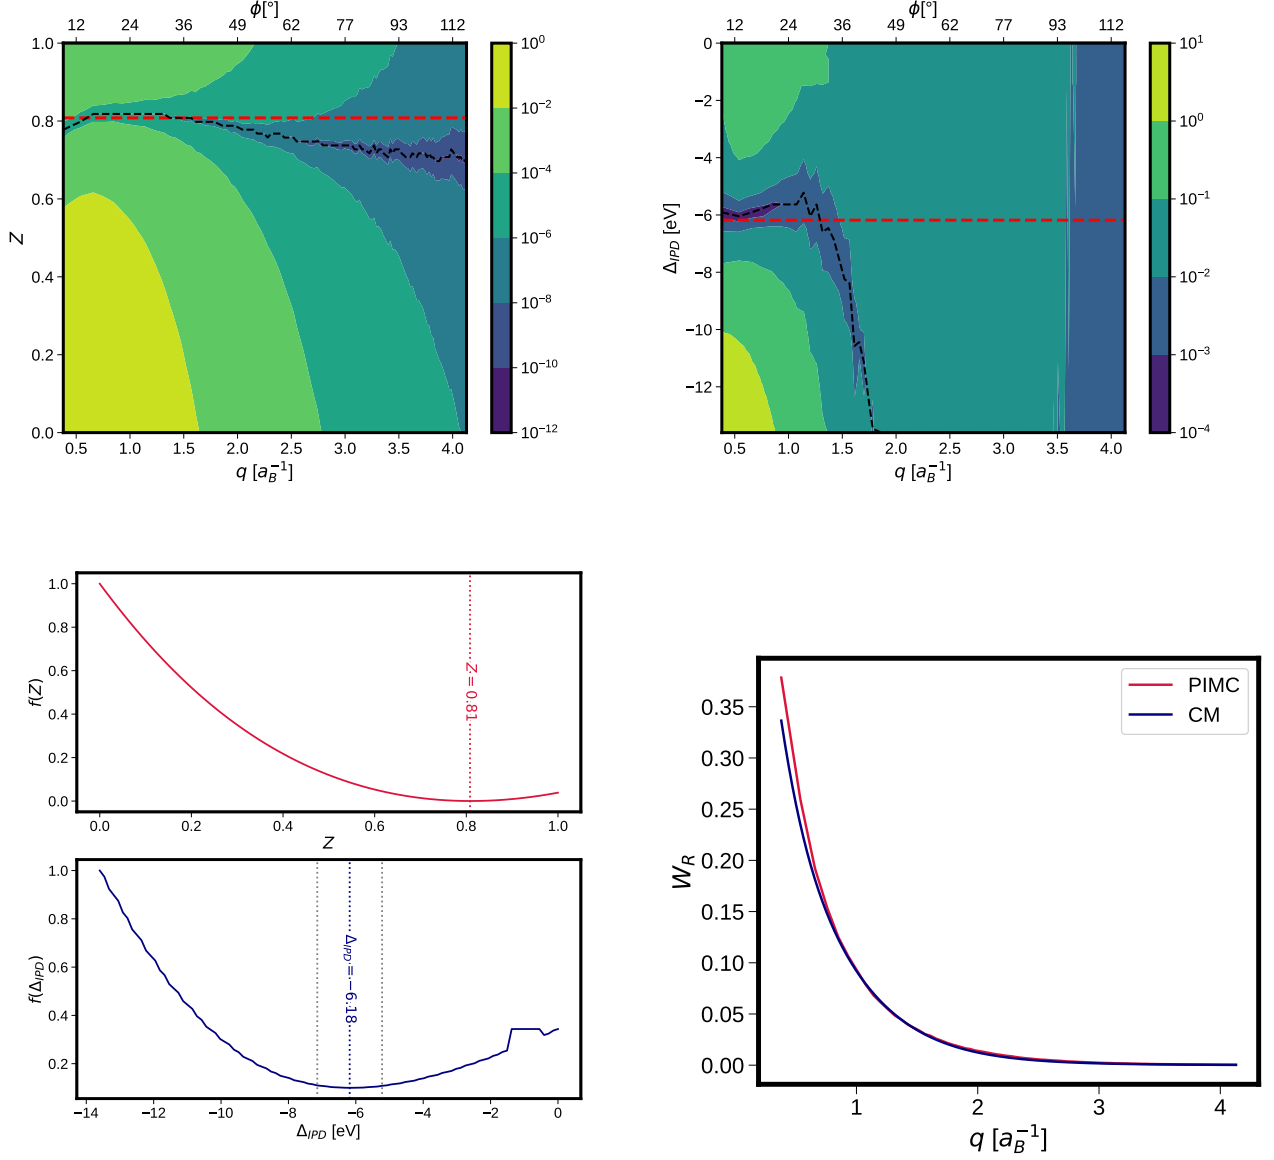 ϕ[°]
12 24 36 49 62 77 93 112
1.0
0.8
0.6
0.4
0.2
0.0
Z
0.5 1.0 1.5 2.0 2.5 3.0 3.5 4.0
q [a_B^{-1}]
10^0
10^{-2}
10^{-4}
10^{-6}
10^{-8}
10^{-10}
10^{-12}
ϕ[°]
12 24 36 49 62 77 93 112
0
−2
−4
−6
−8
−10
−12
Δ_{IPD} [eV]
0.5 1.0 1.5 2.0 2.5 3.0 3.5 4.0
q [a_B^{-1}]
10^1
10^0
10^{-1}
10^{-2}
10^{-3}
10^{-4}
1.0
0.8
0.6
0.4
0.2
0.0
f(Z)
Z = 0.81
0.0 0.2 0.4 0.6 0.8 1.0
Z
1.0
0.8
0.6
0.4
0.2
f(Δ_{IPD})
Δ_{IPD} = −6.18
−14 −12 −10 −8 −6 −4 −2 0
Δ_{IPD} [eV]
PIMC
CM
0.35
0.30
0.25
0.20
0.15
0.10
0.05
0.00
W_R
1 2 3 4
q [a_B^{-1}]